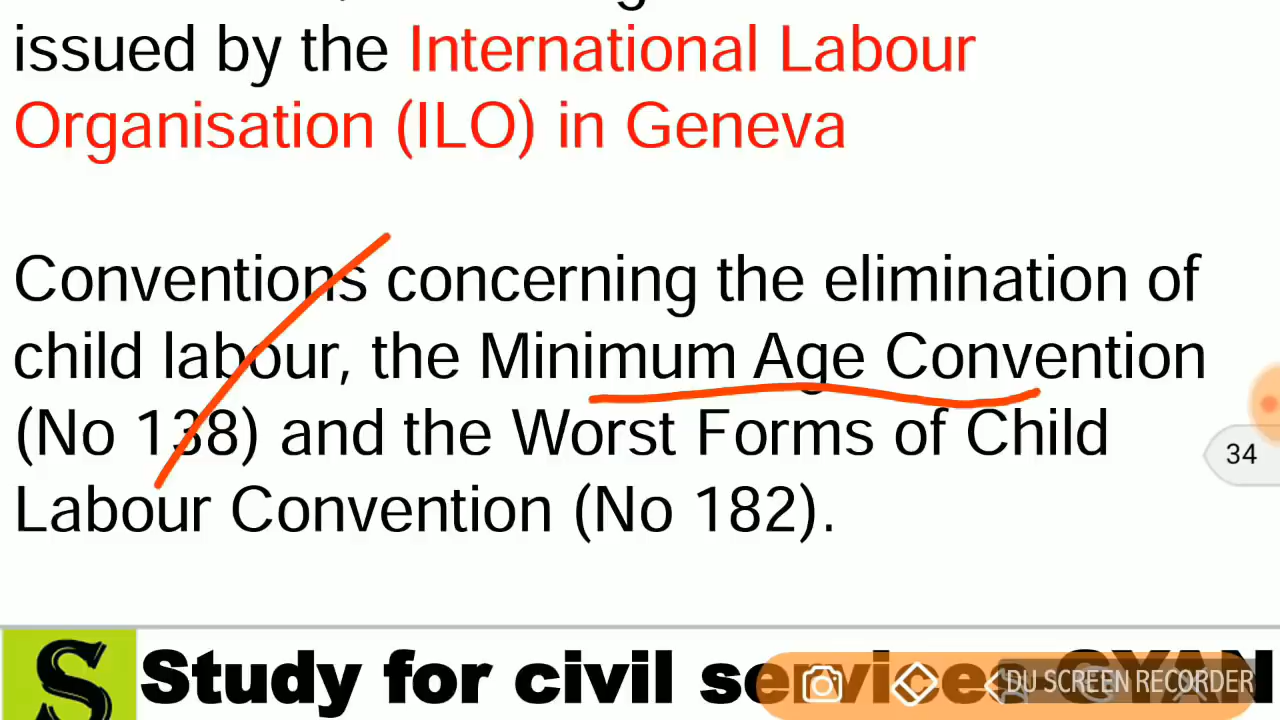 issued by the International Labour
Organisation (ILO) in Geneva
Conventions concerning the elimination of
child labour, the Minimum Age Convention
(No 138) and the Worst Forms of Child
Labour Convention (No 182).
34
S Study for civil services GYAN
DU SCREEN RECORDER